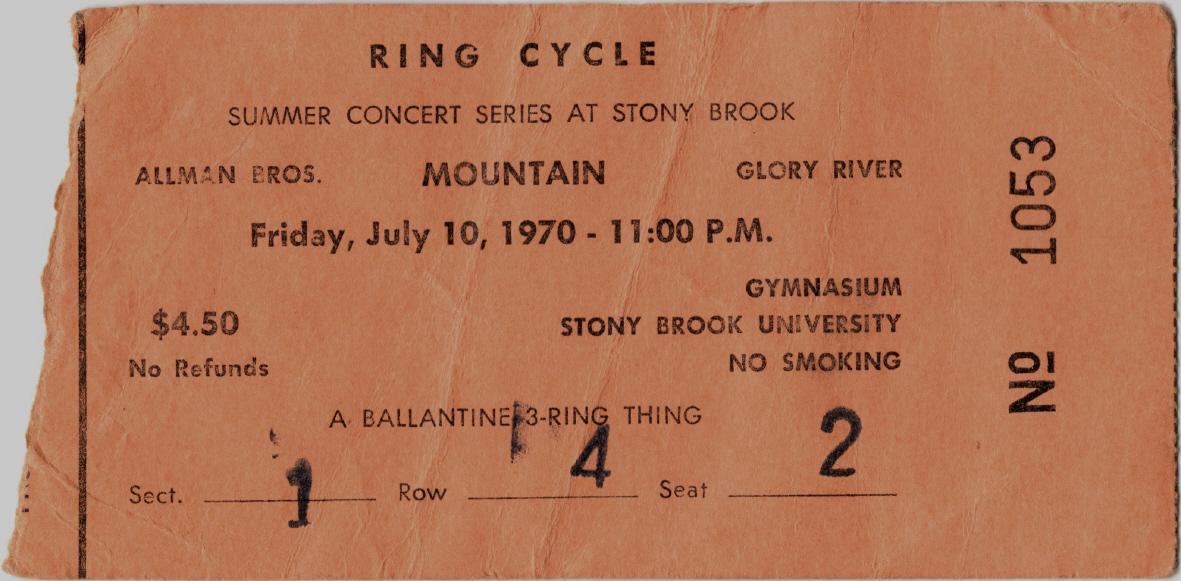 RING CYCLE
SUMMER CONCERT SERIES AT STONY BROOK
ALLMAN BROS. MOUNTAIN GLORY RIVER
Friday, July 10, 1970 - 11:00 P.M.
GYMNASIUM
$4.50 STONY BROOK UNIVERSITY
No Refunds NO SMOKING
A BALLANTINE 3-RING THING
Sect. 1 Row 4 Seat 2
Nº 1053